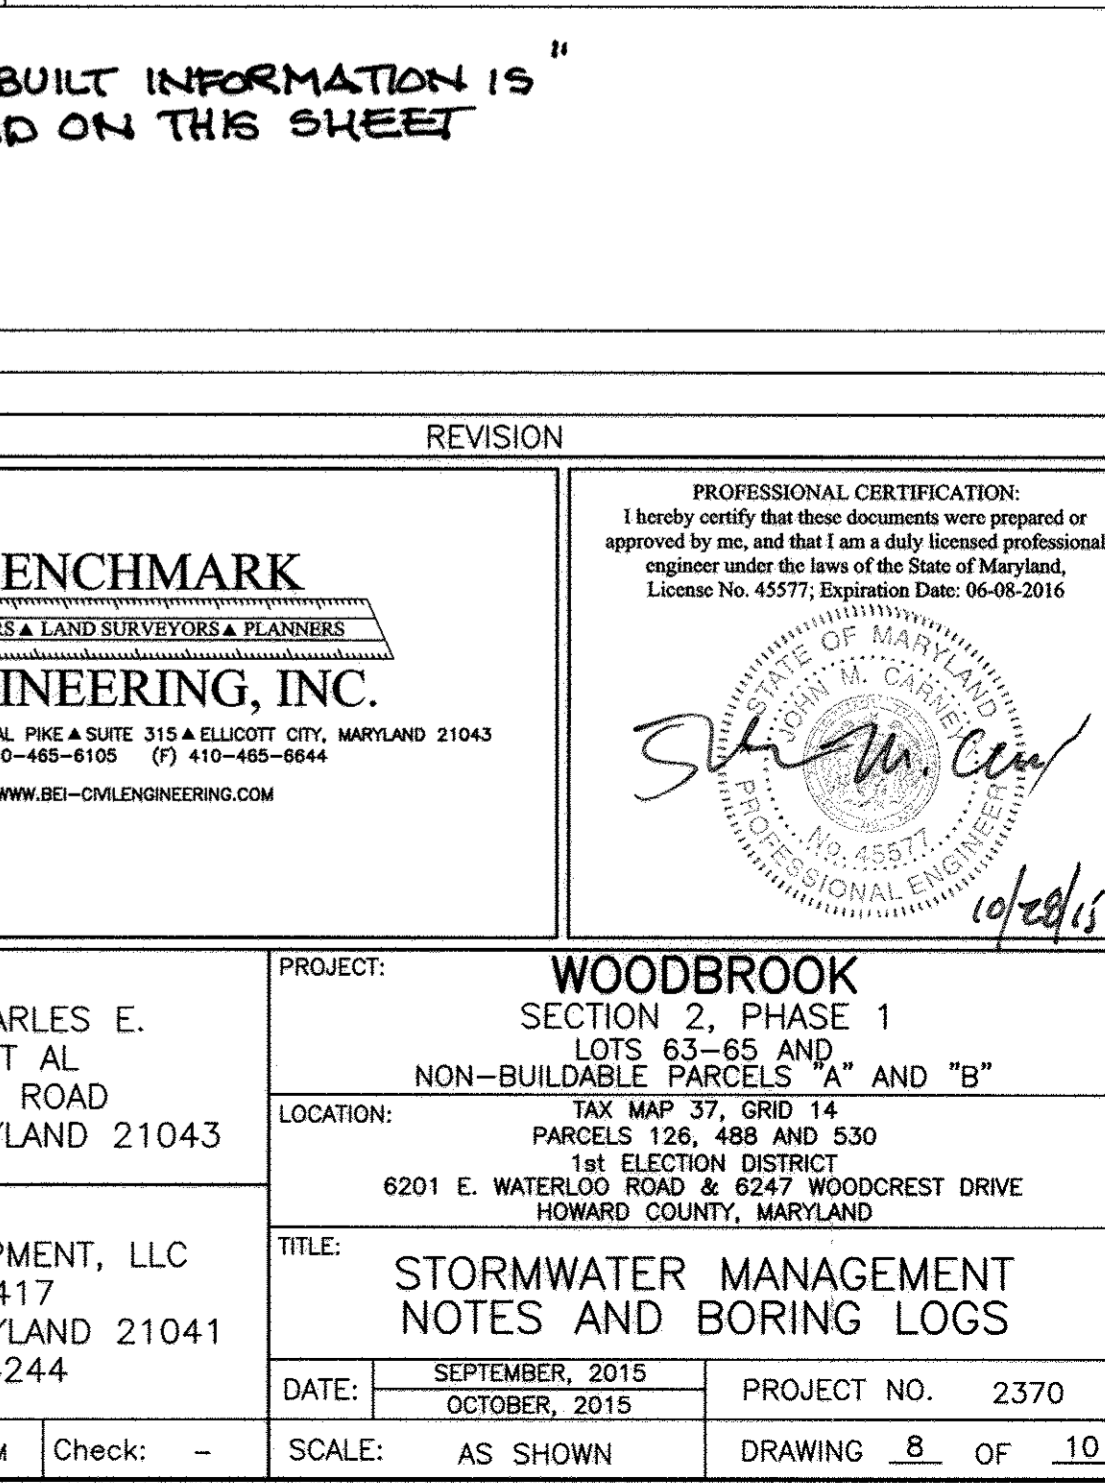 BUILT INFORMATION IS "
ON THIS SHEET
REVISION
ENCHMARK
RS▲ LAND SURVEYORS▲ PLANNERS
INEERING, INC.
AL PIKE ▲ SUITE 315 ▲ ELLICOTT CITY, MARYLAND 21043
0-465-6105 (F) 410-465-6644
WWW.BEI-CIVILENGINEERING.COM
PROFESSIONAL CERTIFICATION:
I hereby certify that these documents were prepared or
approved by me, and that I am a duly licensed professional
engineer under the laws of the State of Maryland,
License No. 45577; Expiration Date: 06-08-2016
STATE OF MARYLAND
JOHN M. CARNEY
No. 45577
PROFESSIONAL ENGINEER
10/28/15
ARLES E.
T AL
ROAD
YLAND 21043
PMENT, LLC
417
YLAND 21041
-244
M
Check: -
PROJECT:
WOODBROOK
SECTION 2, PHASE 1
LOTS 63-65 AND
NON-BUILDABLE PARCELS "A" AND "B"
LOCATION:
TAX MAP 37, GRID 14
PARCELS 126, 488 AND 530
1st ELECTION DISTRICT
6201 E. WATERLOO ROAD & 6247 WOODCREST DRIVE
HOWARD COUNTY, MARYLAND
TITLE:
STORMWATER MANAGEMENT
NOTES AND BORING LOGS
DATE:
SEPTEMBER, 2015
OCTOBER, 2015
PROJECT NO. 2370
SCALE: AS SHOWN
DRAWING 8 OF 10